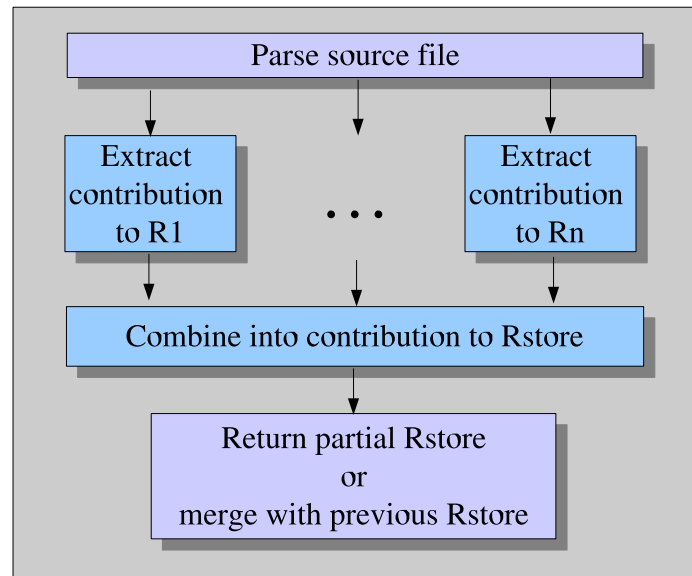 Parse source file
Extract
contribution
to R1
...
Extract
contribution
to Rn
Combine into contribution to Rstore
Return partial Rstore
or
merge with previous Rstore